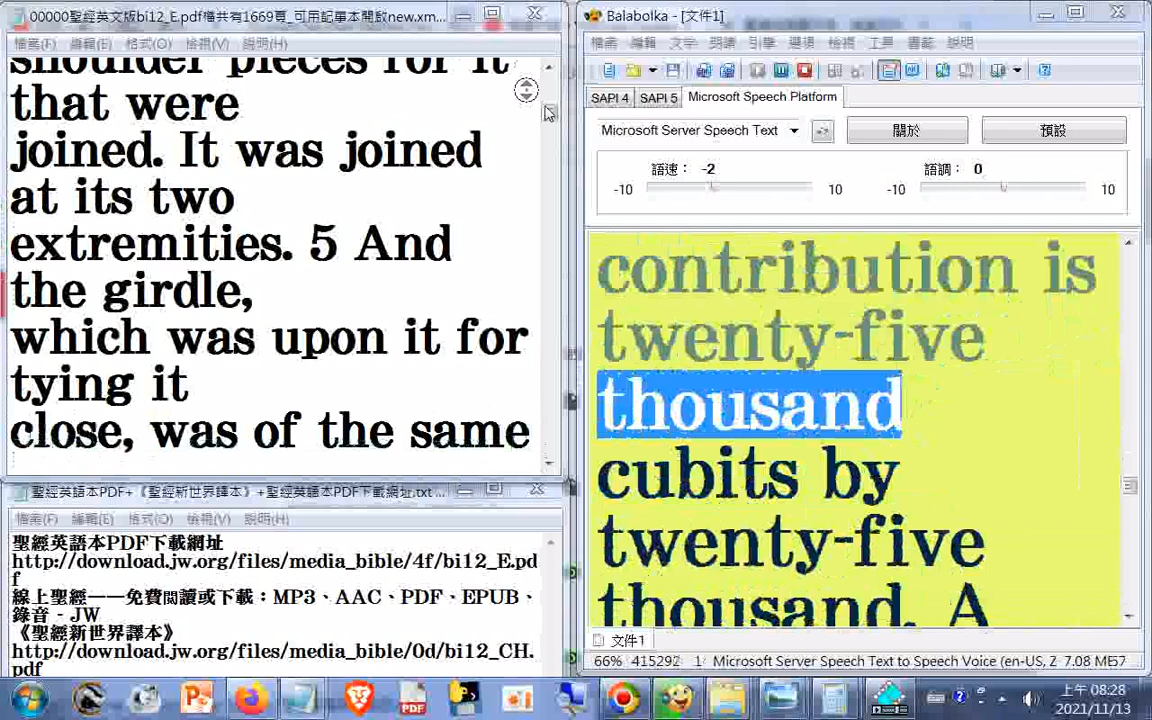 00000聖經英文版bi12_E.pdf檔共有1669頁_可用記事本開啟new.xm...
檔案(F) 編輯(E) 格式(O) 檢視(V) 說明(H)
shoulder pieces for it
that were
joined. It was joined
at its two
extremities. 5 And
the girdle,
which was upon it for
tying it
close, was of the same
聖經英語本PDF+《聖經新世界譯本》+聖經英語本PDF下載網址.txt ...
檔案(F) 編輯(E) 格式(O) 檢視(V) 說明(H)
聖經英語本PDF下載網址
http://download.jw.org/files/media_bible/4f/bi12_E.pd
f
線上聖經——免費閱讀或下載：MP3、AAC、PDF、EPUB、
錄音 - JW
《聖經新世界譯本》
http://download.jw.org/files/media_bible/0d/bi12_CH.
pdf
Balabolka - [文件1]
檔案 編輯 文字 朗讀 引擎 選項 檢視 工具 書籤 說明
SAPI 4 SAPI 5 Microsoft Speech Platform
Microsoft Server Speech Text 關於 預設
語速： -2 語調： 0
-10 10 -10 10
contribution is
twenty-five
thousand
cubits by
twenty-five
thousand. A
文件1
66% 415292 1 Microsoft Server Speech Text to Speech Voice (en-US, Z 7.08 ME57
上午 08:28
2021/11/13